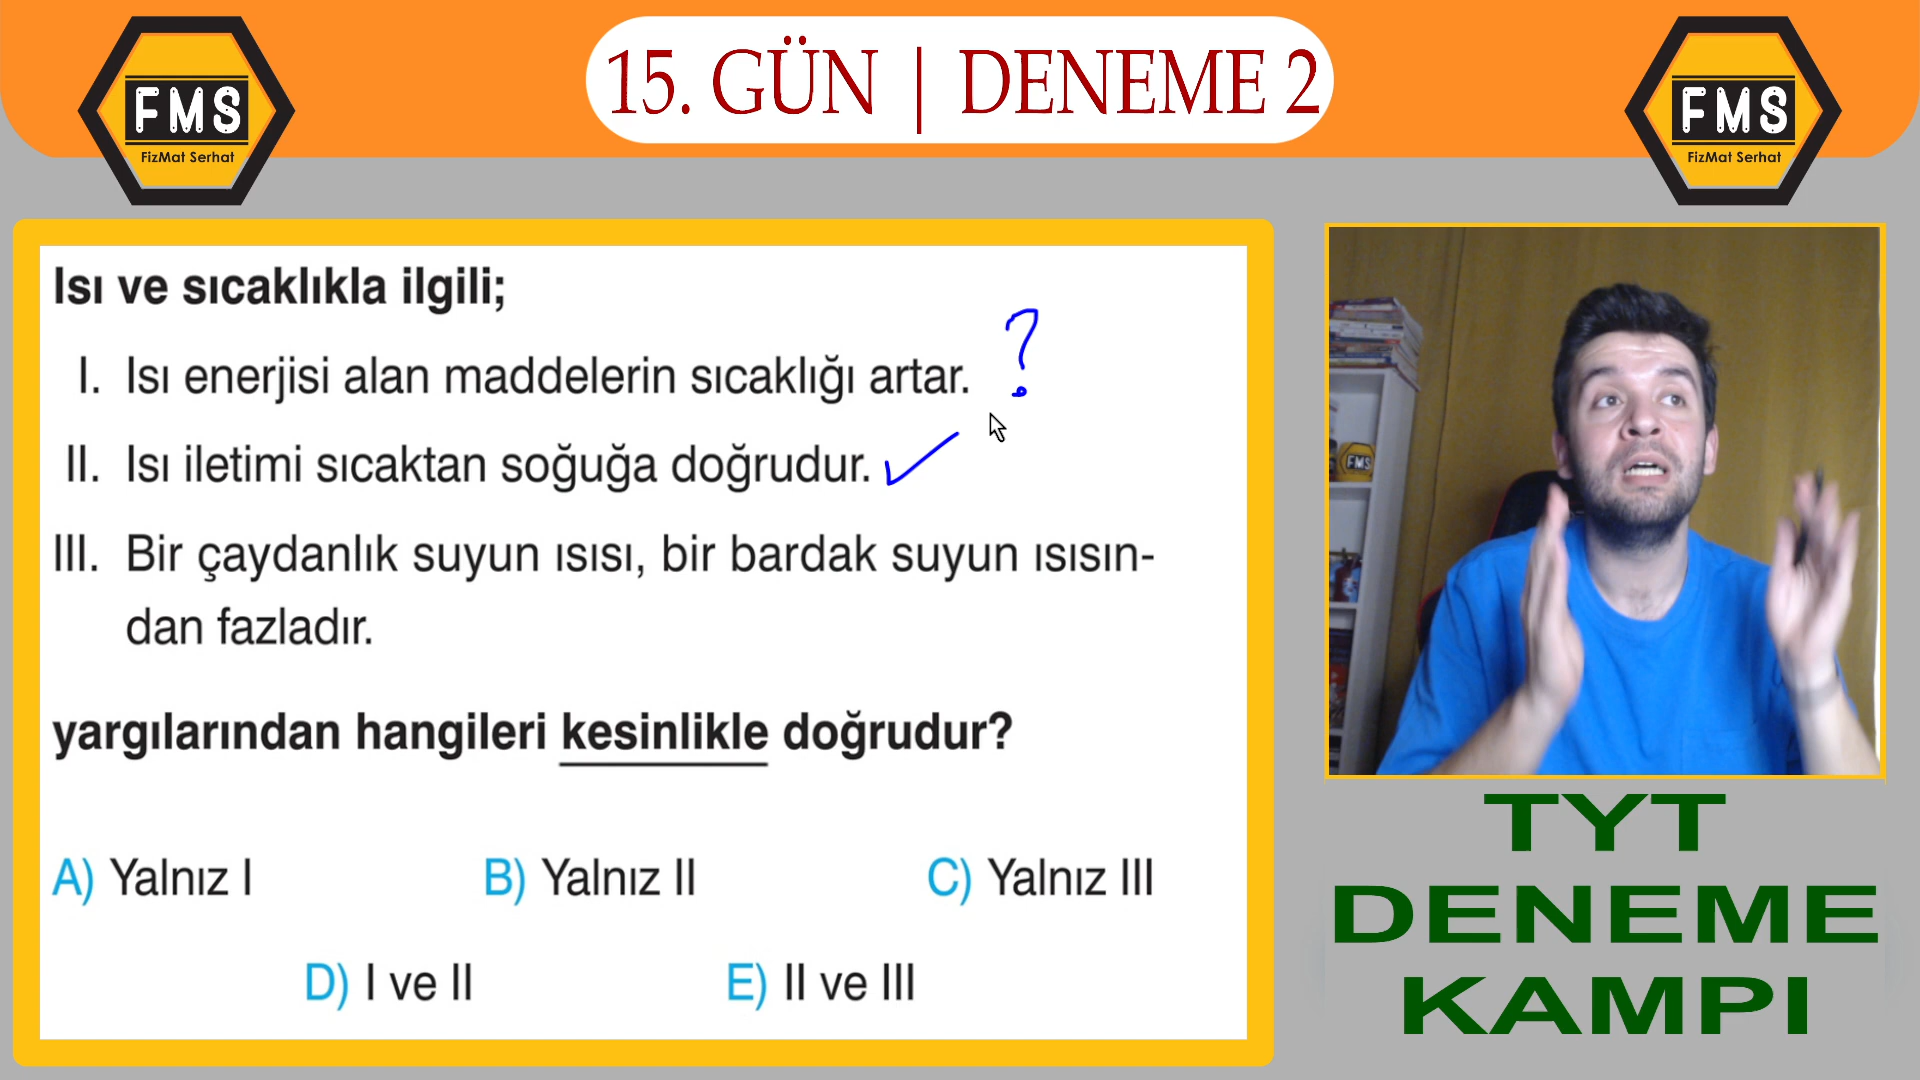 15. GÜN | DENEME 2
FMS
FizMat Serhat
FMS
FizMat Serhat
Isı ve sıcaklıkla ilgili;
I. Isı enerjisi alan maddelerin sıcaklığı artar. ?
II. Isı iletimi sıcaktan soğuğa doğrudur.
III. Bir çaydanlık suyun ısısı, bir bardak suyun ısısın-
dan fazladır.
yargılarından hangileri kesinlikle doğrudur?
A) Yalnız I B) Yalnız II C) Yalnız III
D) I ve II E) II ve III
FMS
TYT
DENEME
KAMPI